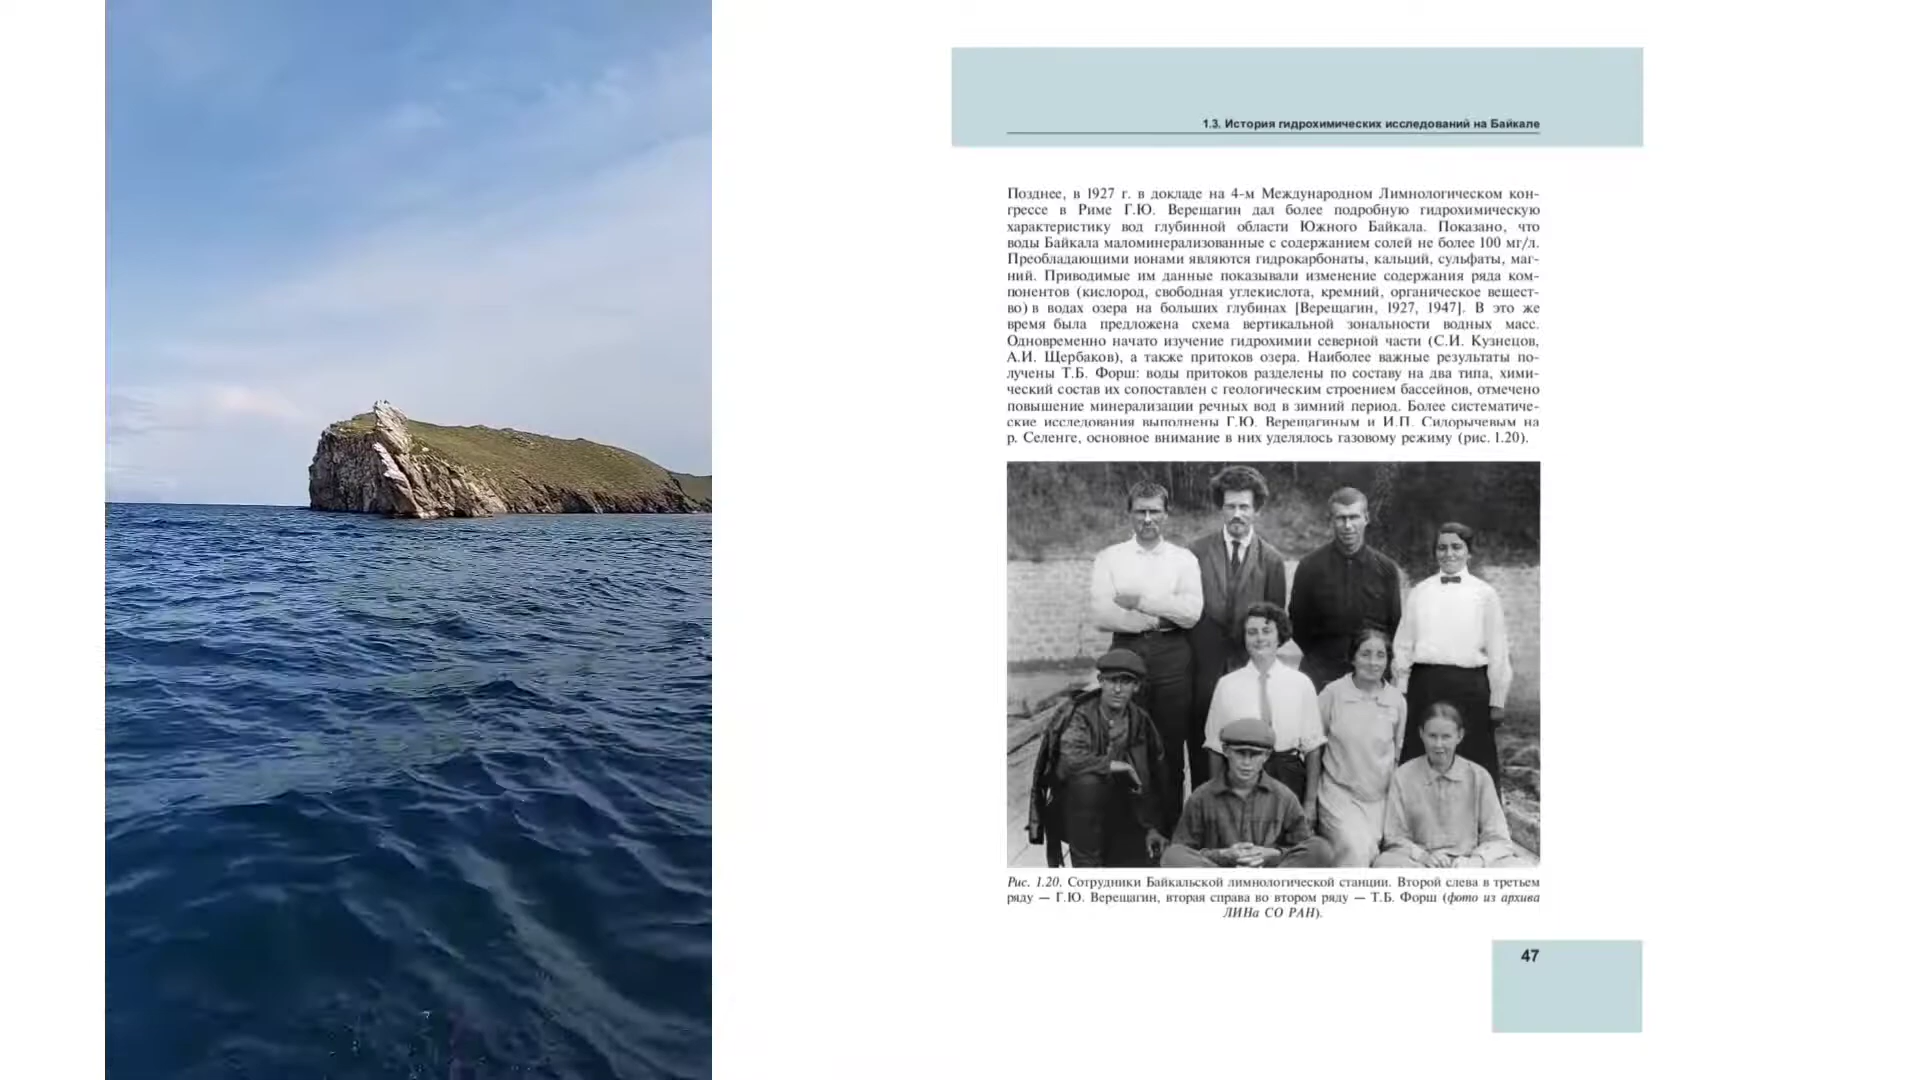 1.3. История гидрохимических исследований на Байкале
Позднее, в 1927 г. в докладе на 4-м Международном Лимнологическом кон-
грессе в Риме Г.Ю. Верещагин дал более подробную гидрохимическую
характеристику вод глубинной области Южного Байкала. Показано, что
воды Байкала маломинерализованные с содержанием солей не более 100 мг/л.
Преобладающими ионами являются гидрокарбонаты, кальций, сульфаты, маг-
ний. Приводимые им данные показывали изменение содержания ряда ком-
понентов (кислород, свободная углекислота, кремний, органическое вещест-
во) в водах озера на больших глубинах [Верещагин, 1927, 1947]. В это же
время была предложена схема вертикальной зональности водных масс.
Одновременно начато изучение гидрохимии северной части (С.И. Кузнецов,
А.И. Щербаков), а также притоков озера. Наиболее важные результаты по-
лучены Т.Б. Форш: воды притоков разделены по составу на два типа, хими-
ческий состав их сопоставлен с геологическим строением бассейнов, отмечено
повышение минерализации речных вод в зимний период. Более систематиче-
ские исследования выполнены Г.Ю. Верещагиным и И.П. Сидорычевым на
р. Селенге, основное внимание в них уделялось газовому режиму (рис. 1.20).
Рис. 1.20. Сотрудники Байкальской лимнологической станции. Второй слева в третьем
ряду — Г.Ю. Верещагин, вторая справа во втором ряду — Т.Б. Форш (фото из архива
ЛИНа СО РАН).
47